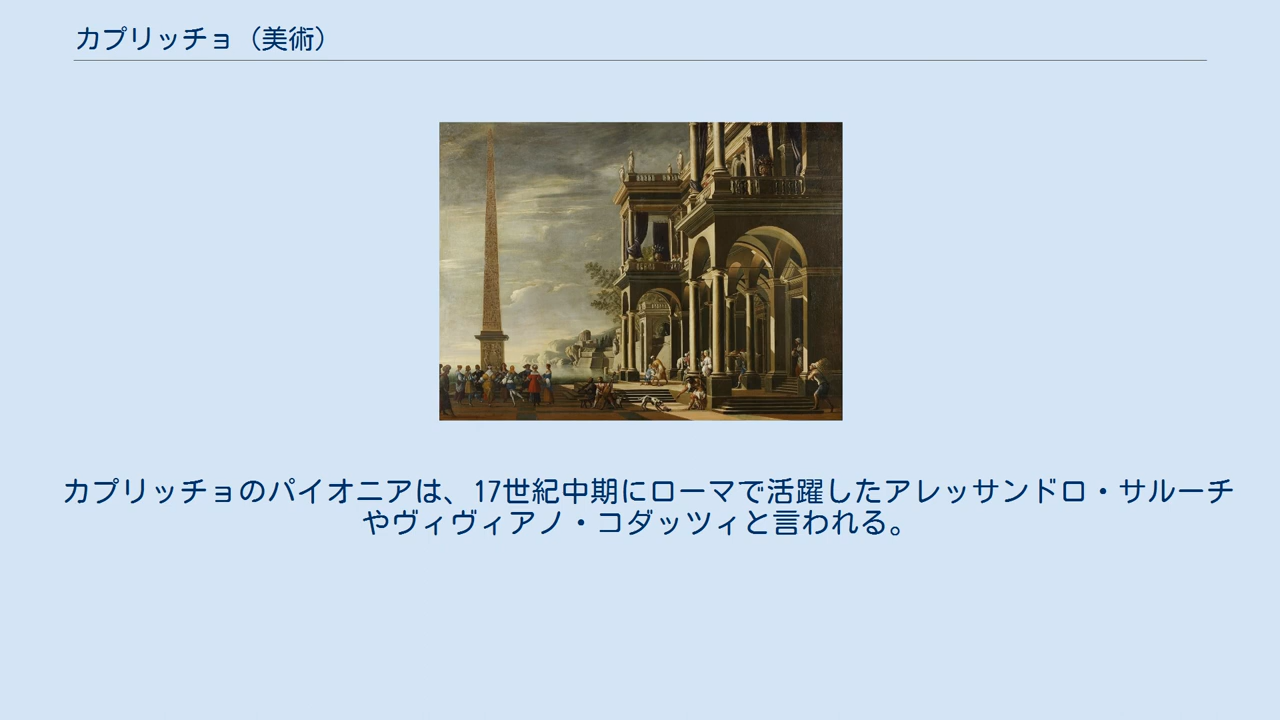 カプリッチョ（美術）
カプリッチョのパイオニアは、17世紀中期にローマで活躍したアレッサンドロ・サルーチ
やヴィヴィアノ・コダッツィと言われる。